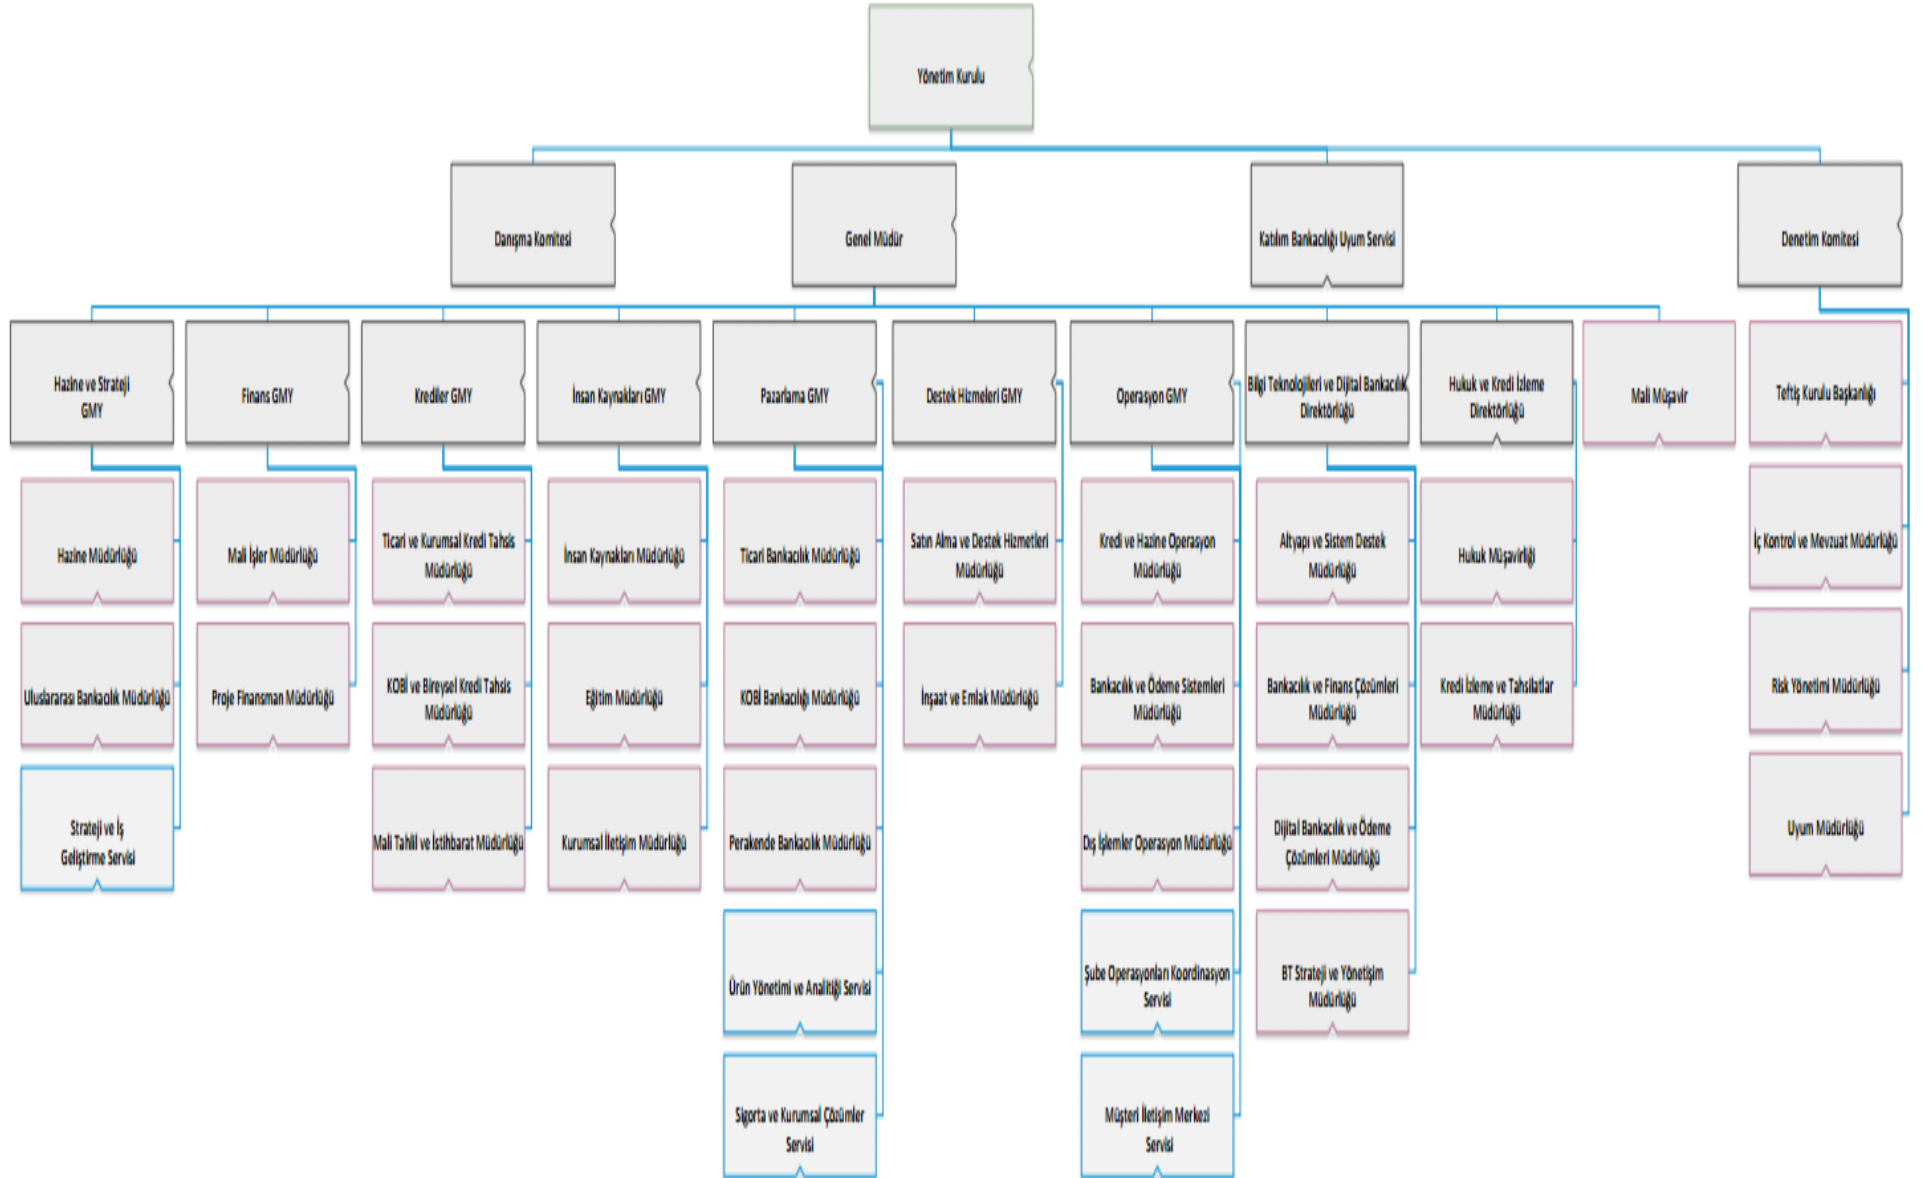 Yönetim Kurulu
Danışma Komitesi
Genel Müdür
Katılım Bankacılığı Uyum Servisi
Denetim Komitesi
Hazine ve Strateji
GMY
Finans GMY
Krediler GMY
İnsan Kaynakları GMY
Pazarlama GMY
Destek Hizmeleri GMY
Operasyon GMY
Bilgi Teknolojileri ve Dijital Bankacılık
Direktörlüğü
Hukuk ve Kredi İzleme
Direktörlüğü
Mali Müşavir
Teftiş Kurulu Başkanlığı
Hazine Müdürlüğü
Mali İşler Müdürlüğü
Ticari ve Kurumsal Kredi Tahsis
Müdürlüğü
İnsan Kaynakları Müdürlüğü
Ticari Bankacılık Müdürlüğü
Satın Alma ve Destek Hizmetleri
Müdürlüğü
Kredi ve Hazine Operasyon
Müdürlüğü
Altyapı ve Sistem Destek
Müdürlüğü
Hukuk Müşavirliği
İç Kontrol ve Mevzuat Müdürlüğü
Uluslararası Bankacılık Müdürlüğü
Proje Finansman Müdürlüğü
KOBİ ve Bireysel Kredi Tahsis
Müdürlüğü
Eğitim Müdürlüğü
KOBİ Bankacılığı Müdürlüğü
İnşaat ve Emlak Müdürlüğü
Bankacılık ve Ödeme Sistemleri
Müdürlüğü
Bankacılık ve Finans Çözümleri
Müdürlüğü
Kredi İzleme ve Tahsilatlar
Müdürlüğü
Risk Yönetimi Müdürlüğü
Strateji ve İş
Geliştirme Servisi
Mali Tahlil ve İstihbarat Müdürlüğü
Kurumsal İletişim Müdürlüğü
Perakende Bankacılık Müdürlüğü
Dış İşlemler Operasyon Müdürlüğü
Dijital Bankacılık ve Ödeme
Çözümleri Müdürlüğü
Uyum Müdürlüğü
Ürün Yönetimi ve Analitiği Servisi
Şube Operasyonları Koordinasyon
Servisi
BT Strateji ve Yönetişim
Müdürlüğü
Sigorta ve Kurumsal Çözümler
Servisi
Müşteri İletişim Merkezi
Servisi